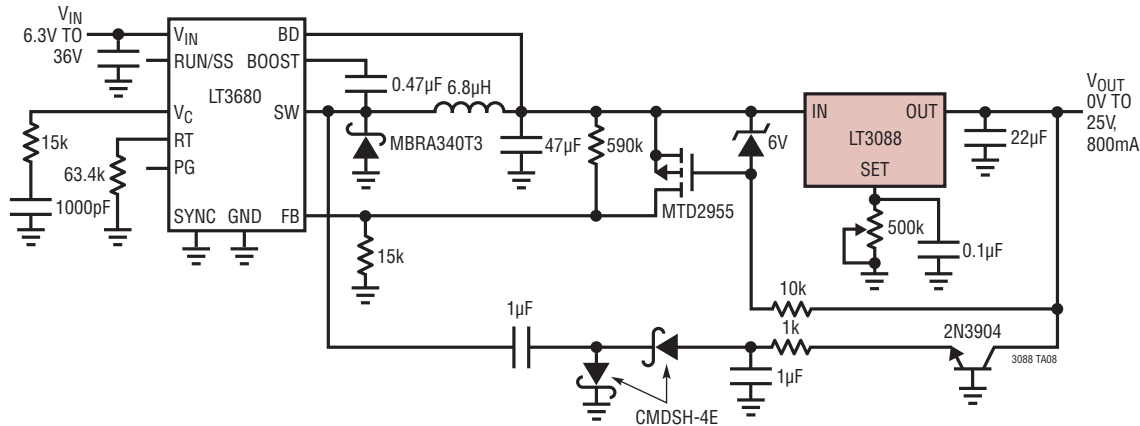 VIN
6.3V TO
36V
VIN
BD
RUN/SS
BOOST
LT3680
0.47µF
6.8µH
VC
SW
15k
RT
MBRA340T3
47µF
590k
6V
IN
OUT
LT3088
SET
VOUT
0V TO
25V,
800mA
22µF
63.4k
PG
MTD2955
1000pF
SYNC
GND
FB
15k
500k
0.1µF
10k
1µF
1k
2N3904
3088 TA08
1µF
CMDSH-4E